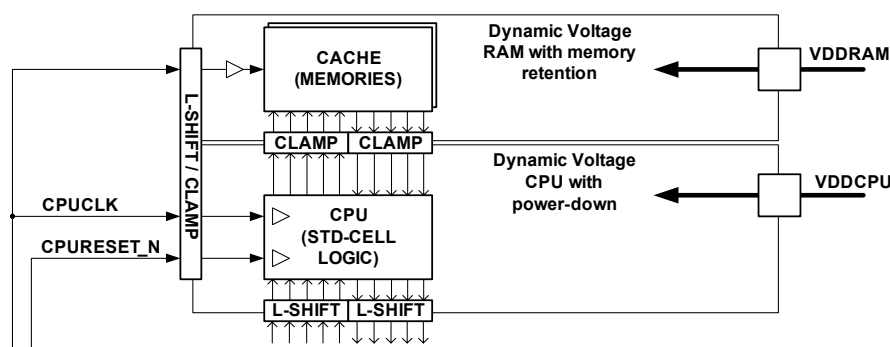 CACHE
(MEMORIES)
Dynamic Voltage
RAM with memory
retention
VDDRAM
L-SHIFT / CLAMP
CLAMP CLAMP
Dynamic Voltage
CPU with
power-down
VDDCPU
CPUCLK
CPU
(STD-CELL
LOGIC)
CPURESET_N
L-SHIFT L-SHIFT